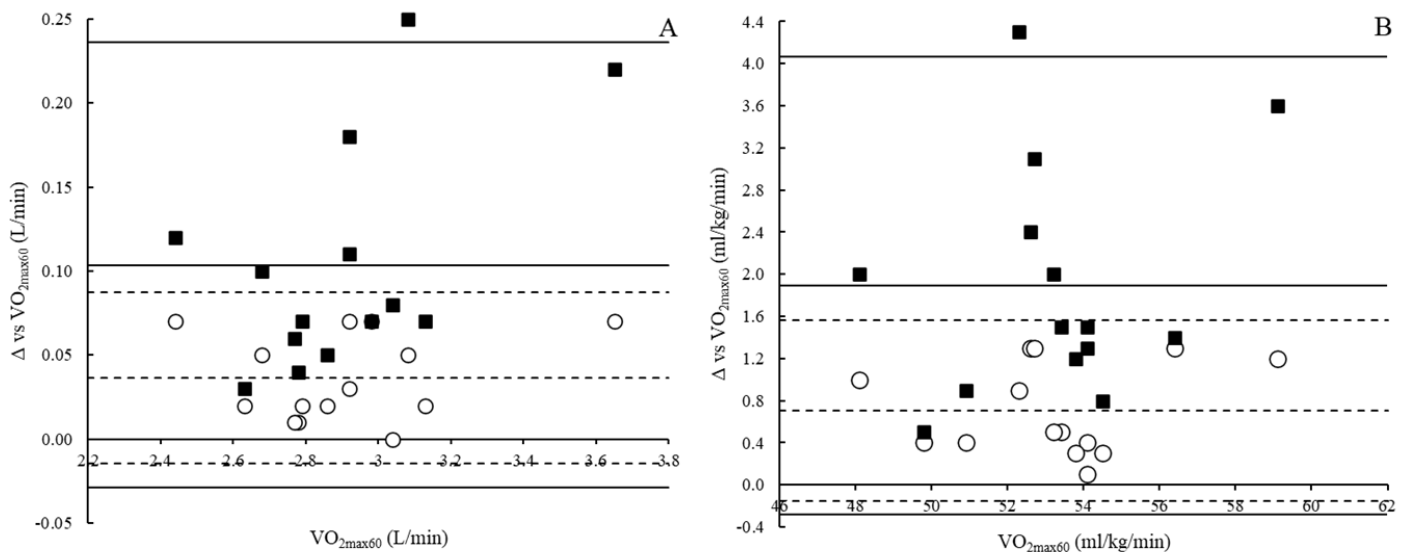 A
0.25
0.20
0.15
0.10
0.05
0.00
-0.05
2.2 2.4 2.6 2.8 3 3.2 3.4 3.6 3.8
Δ vs VO2max60 (L/min)
VO2max60 (L/min)
B
4.4
4.0
3.6
3.2
2.8
2.4
2.0
1.6
1.2
0.8
0.4
0.0
-0.4
46 48 50 52 54 56 58 60 62
Δ vs VO2max60 (ml/kg/min)
VO2max60 (ml/kg/min)